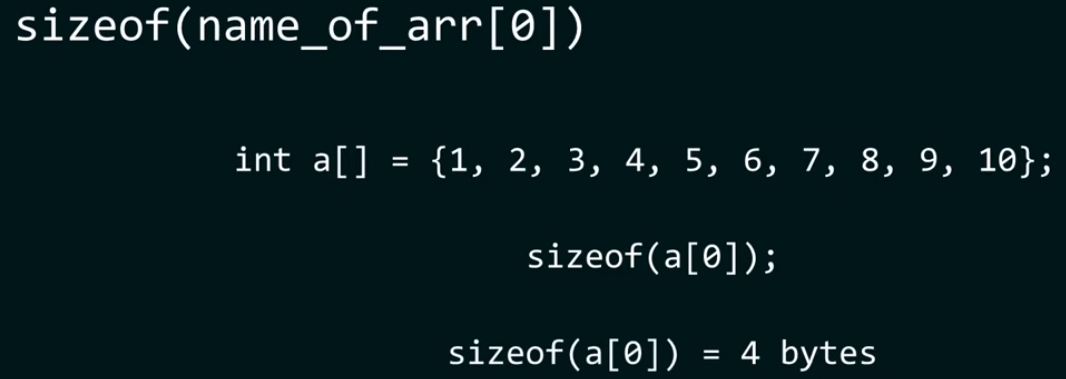 sizeof(name_of_arr[0])
int a[] = {1, 2, 3, 4, 5, 6, 7, 8, 9, 10};
sizeof(a[0]);
sizeof(a[0]) = 4 bytes